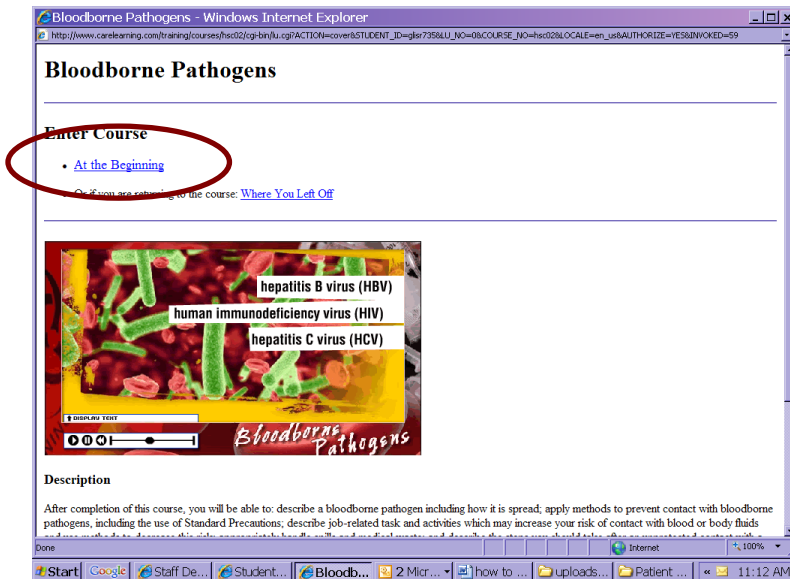 Bloodborne Pathogens - Windows Internet Explorer
http://www.carelearning.com/training/courses/hsc02/cgi-bin/lu.cgi?ACTION=cover&STUDENT_ID=glisr735&LU_NO=0&COURSE_NO=hsc02&LOCALE=en_us&AUTHORIZE=YES&INVOKED=59
Bloodborne Pathogens
Enter Course
At the Beginning
Or if you are returning to the course: Where You Left Off
hepatitis B virus (HBV)
human immunodeficiency virus (HIV)
hepatitis C virus (HCV)
DISPLAY TEXT
Bloodborne
Pathogens
Description
After completion of this course, you will be able to: describe a bloodborne pathogen including how it is spread; apply methods to prevent contact with bloodborne
pathogens, including the use of Standard Precautions; describe job-related task and activities which may increase your risk of contact with blood or body fluids
Done
Internet
100%
Start
Google
Staff De...
Student...
Bloodb...
2 Micr...
how to ...
uploads...
Patient ...
«
11:12 AM